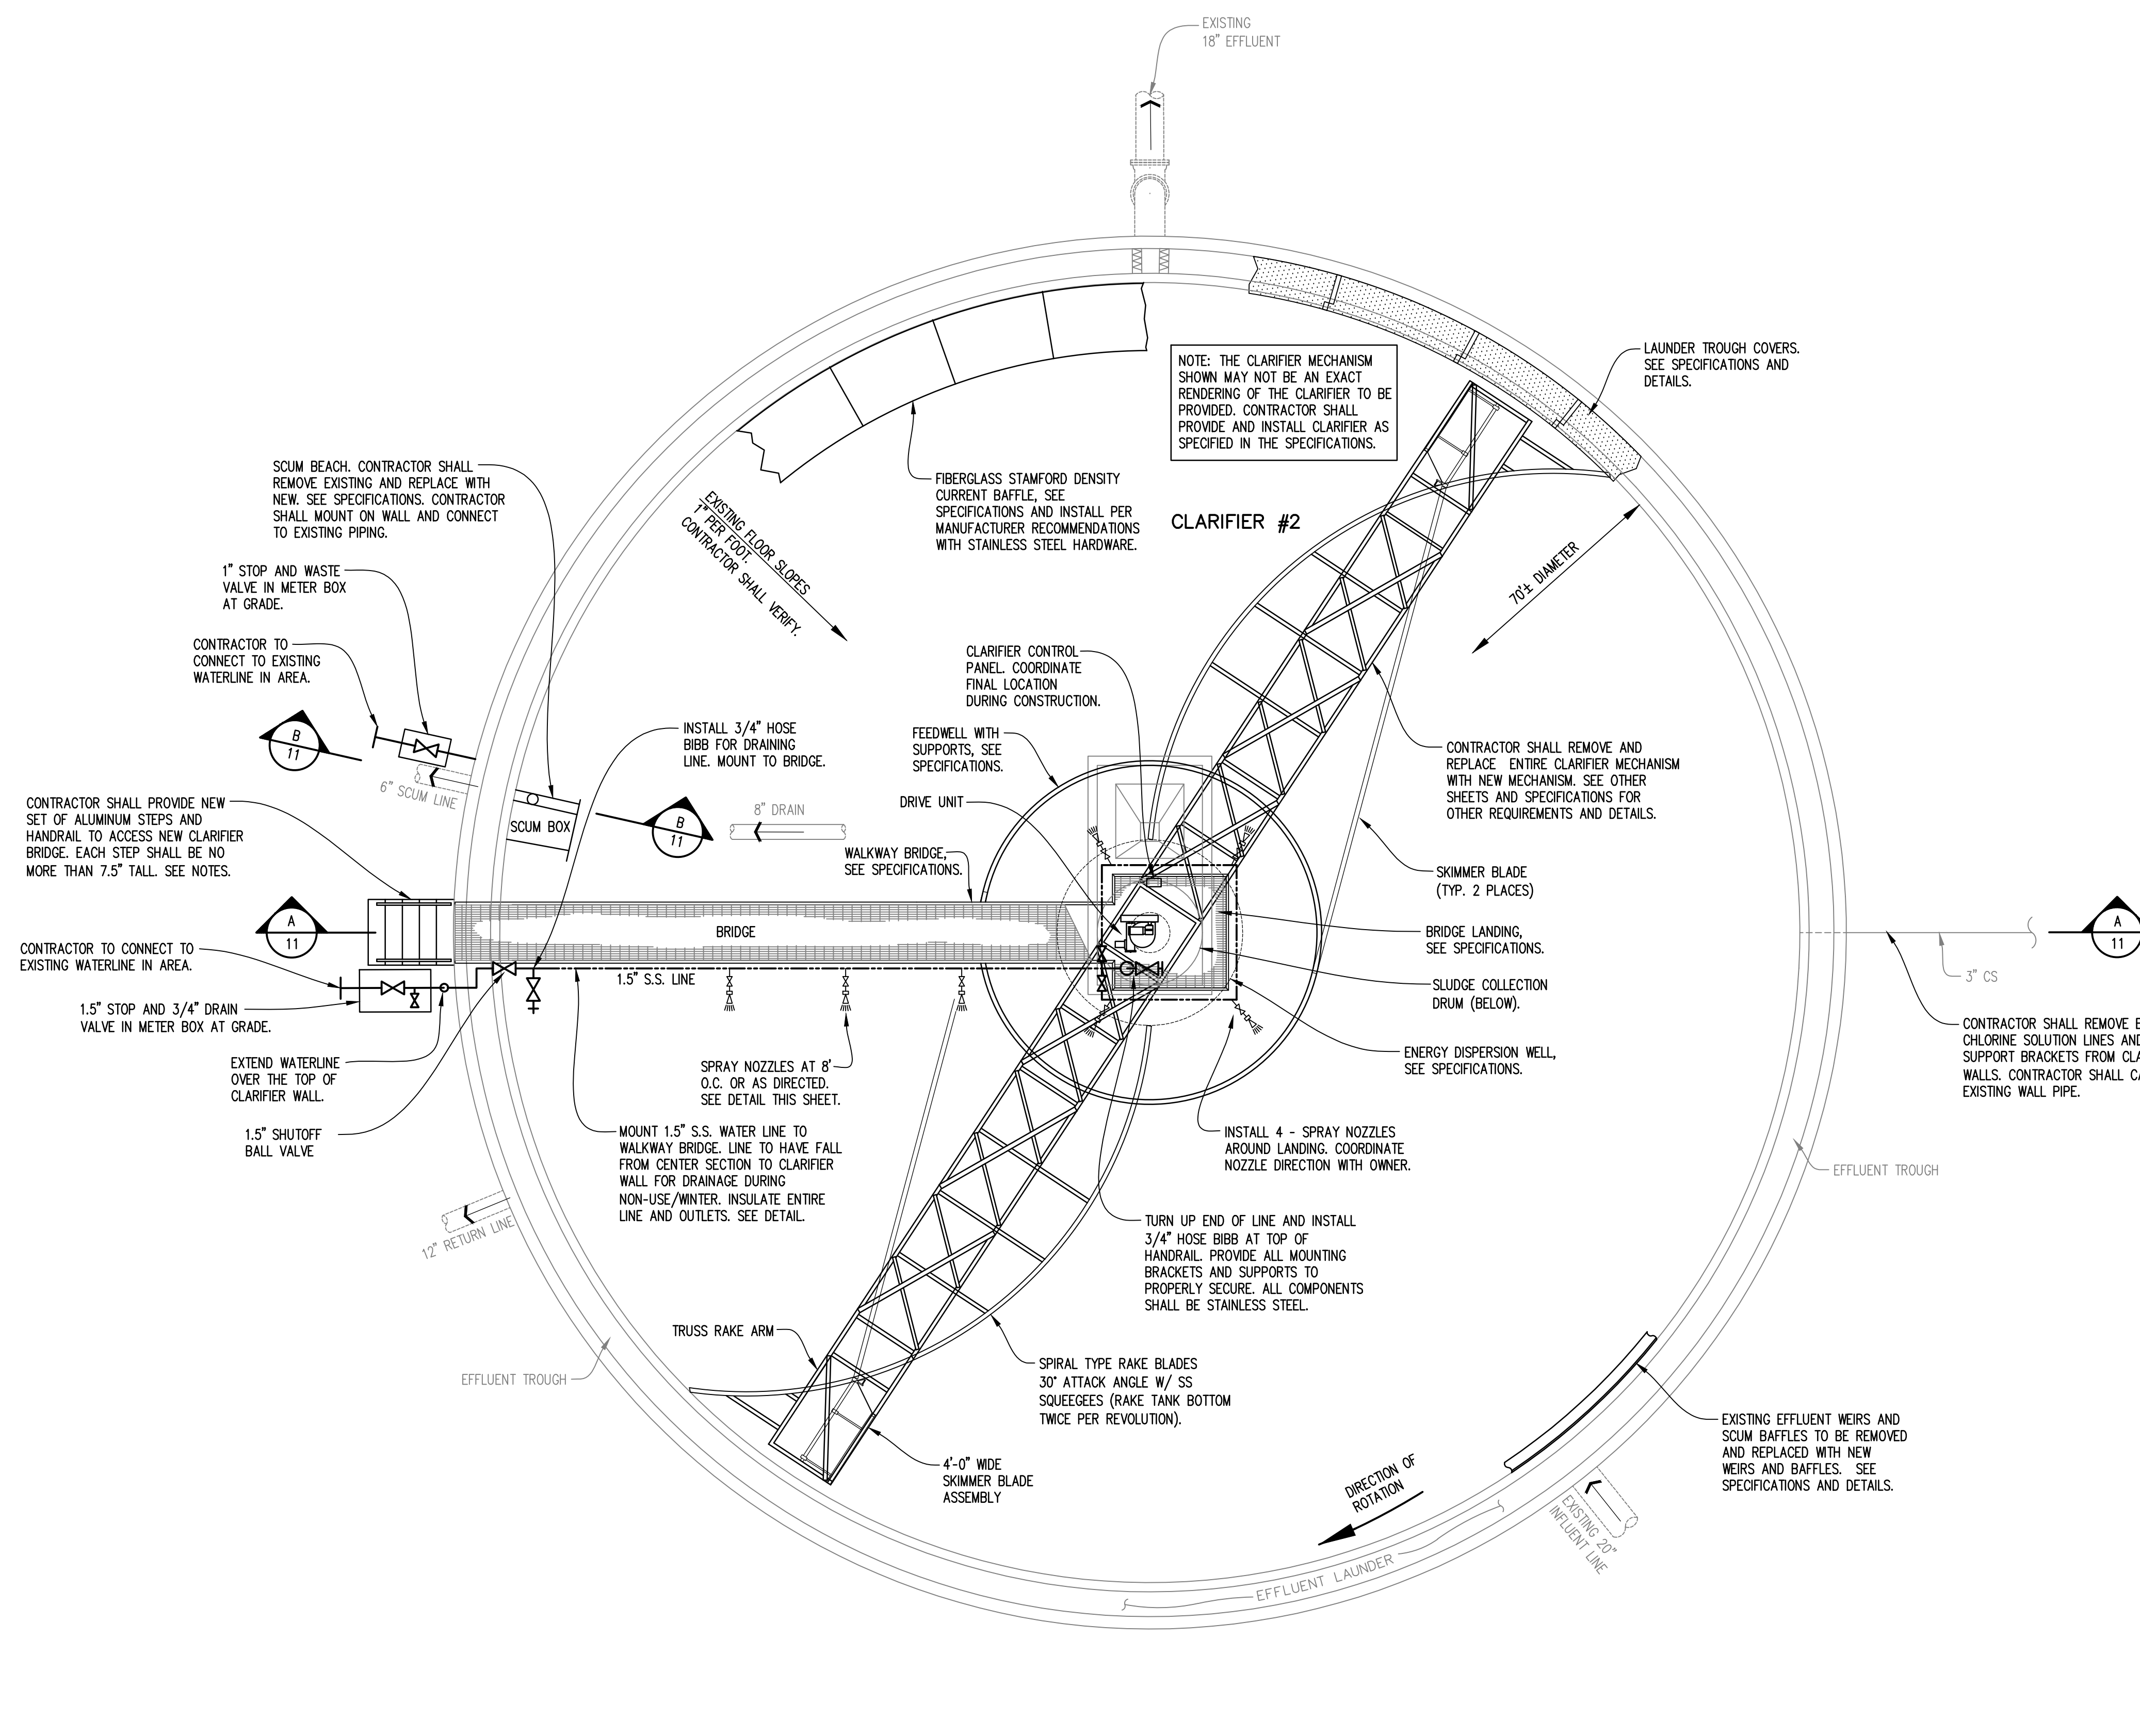 EXISTING
18" EFFLUENT
LAUNDER TROUGH COVERS.
SEE SPECIFICATIONS AND
DETAILS.
NOTE: THE CLARIFIER MECHANISM
SHOWN MAY NOT BE AN EXACT
RENDERING OF THE CLARIFIER TO BE
PROVIDED. CONTRACTOR SHALL
PROVIDE AND INSTALL CLARIFIER AS
SPECIFIED IN THE SPECIFICATIONS.
SCUM BEACH. CONTRACTOR SHALL
REMOVE EXISTING AND REPLACE WITH
NEW. SEE SPECIFICATIONS. CONTRACTOR
SHALL MOUNT ON WALL AND CONNECT
TO EXISTING PIPING.
FIBERGLASS STAMFORD DENSITY
CURRENT BAFFLE, SEE
SPECIFICATIONS AND INSTALL PER
MANUFACTURER RECOMMENDATIONS
WITH STAINLESS STEEL HARDWARE.
CLARIFIER #2
EXISTING FLOOR SLOPES
1" PER FOOT.
CONTRACTOR SHALL VERIFY.
70'± DIAMETER
1" STOP AND WASTE
VALVE IN METER BOX
AT GRADE.
CONTRACTOR TO
CONNECT TO EXISTING
WATERLINE IN AREA.
CLARIFIER CONTROL
PANEL. COORDINATE
FINAL LOCATION
DURING CONSTRUCTION.
B
11
INSTALL 3/4" HOSE
BIBB FOR DRAINING
LINE. MOUNT TO BRIDGE.
FEEDWELL WITH
SUPPORTS, SEE
SPECIFICATIONS.
CONTRACTOR SHALL REMOVE AND
REPLACE ENTIRE CLARIFIER MECHANISM
WITH NEW MECHANISM. SEE OTHER
SHEETS AND SPECIFICATIONS FOR
OTHER REQUIREMENTS AND DETAILS.
6" SCUM LINE
CONTRACTOR SHALL PROVIDE NEW
SET OF ALUMINUM STEPS AND
HANDRAIL TO ACCESS NEW CLARIFIER
BRIDGE. EACH STEP SHALL BE NO
MORE THAN 7.5" TALL. SEE NOTES.
SCUM BOX
B
11
8" DRAIN
DRIVE UNIT
WALKWAY BRIDGE,
SEE SPECIFICATIONS.
SKIMMER BLADE
(TYP. 2 PLACES)
A
11
BRIDGE
BRIDGE LANDING,
SEE SPECIFICATIONS.
A
11
3" CS
CONTRACTOR TO CONNECT TO
EXISTING WATERLINE IN AREA.
1.5" S.S. LINE
SLUDGE COLLECTION
DRUM (BELOW).
1.5" STOP AND 3/4" DRAIN
VALVE IN METER BOX AT GRADE.
CONTRACTOR SHALL REMOVE
CHLORINE SOLUTION LINES
SUPPORT BRACKETS FROM
WALLS. CONTRACTOR SHALL
EXISTING WALL PIPE.
EXTEND WATERLINE
OVER THE TOP OF
CLARIFIER WALL.
SPRAY NOZZLES AT 8'
O.C. OR AS DIRECTED.
SEE DETAIL THIS SHEET.
ENERGY DISPERSION WELL,
SEE SPECIFICATIONS.
1.5" SHUTOFF
BALL VALVE
MOUNT 1.5" S.S. WATER LINE TO
WALKWAY BRIDGE. LINE TO HAVE FALL
FROM CENTER SECTION TO CLARIFIER
WALL FOR DRAINAGE DURING
NON-USE/WINTER. INSULATE ENTIRE
LINE AND OUTLETS. SEE DETAIL.
INSTALL 4 - SPRAY NOZZLES
AROUND LANDING. COORDINATE
NOZZLE DIRECTION WITH OWNER.
EFFLUENT TROUGH
12" RETURN LINE
TURN UP END OF LINE AND INSTALL
3/4" HOSE BIBB AT TOP OF
HANDRAIL. PROVIDE ALL MOUNTING
BRACKETS AND SUPPORTS TO
PROPERLY SECURE. ALL COMPONENTS
SHALL BE STAINLESS STEEL.
TRUSS RAKE ARM
EFFLUENT TROUGH
SPIRAL TYPE RAKE BLADES
30° ATTACK ANGLE W/ SS
SQUEEGEES (RAKE TANK BOTTOM
TWICE PER REVOLUTION).
EXISTING EFFLUENT WEIRS AND
SCUM BAFFLES TO BE REMOVED
AND REPLACED WITH NEW
WEIRS AND BAFFLES. SEE
SPECIFICATIONS AND DETAILS.
4'-0" WIDE
SKIMMER BLADE
ASSEMBLY
DIRECTION OF
ROTATION
EXISTING 20"
INFLUENT LINE
EFFLUENT LAUNDER